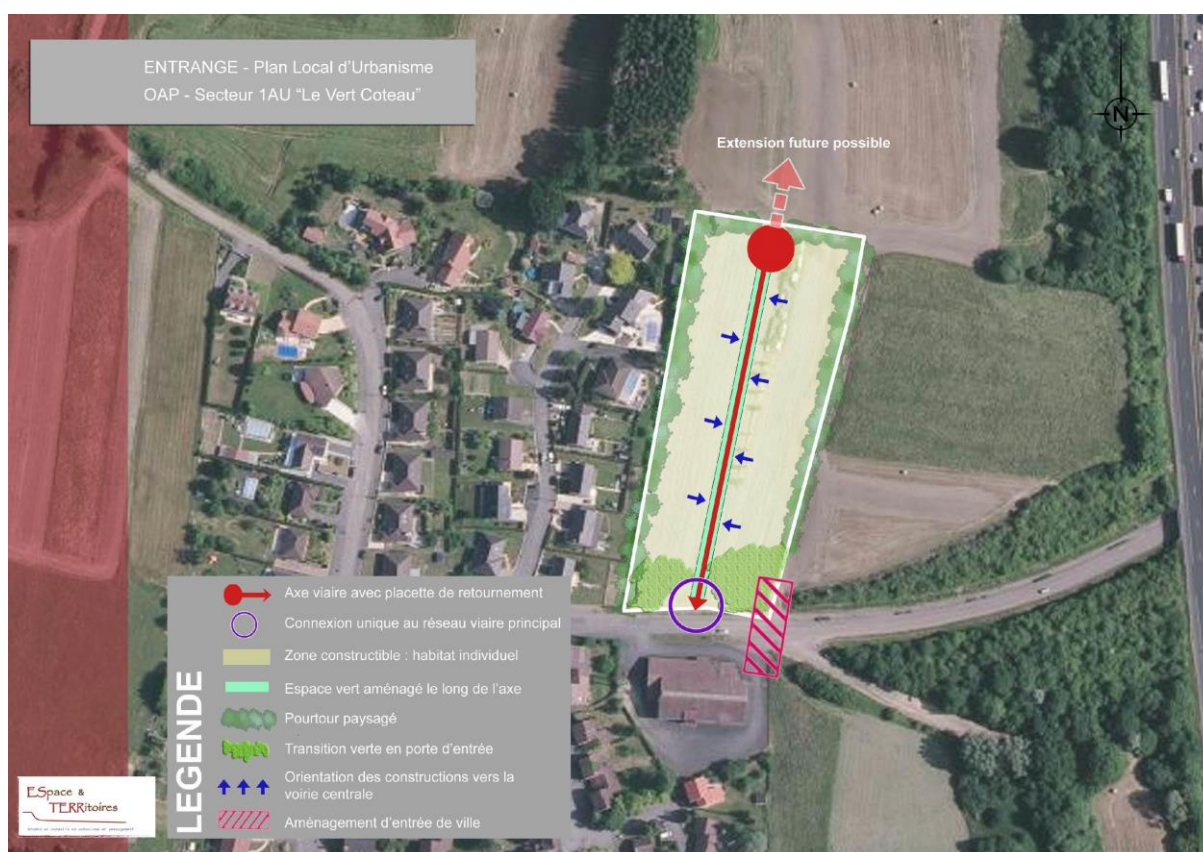 ENTRANGE - Plan Local d'Urbanisme
OAP - Secteur 1AU "Le Vert Coteau"
N
Extension future possible
LEGENDE
Axe viaire avec placette de retournement
Connexion unique au réseau viaire principal
Zone constructible : habitat individuel
Espace vert aménagé le long de l'axe
Pourtour paysagé
Transition verte en porte d'entrée
Orientation des constructions vers la
voirie centrale
Aménagement d'entrée de ville
ESpace &
TERRitoires